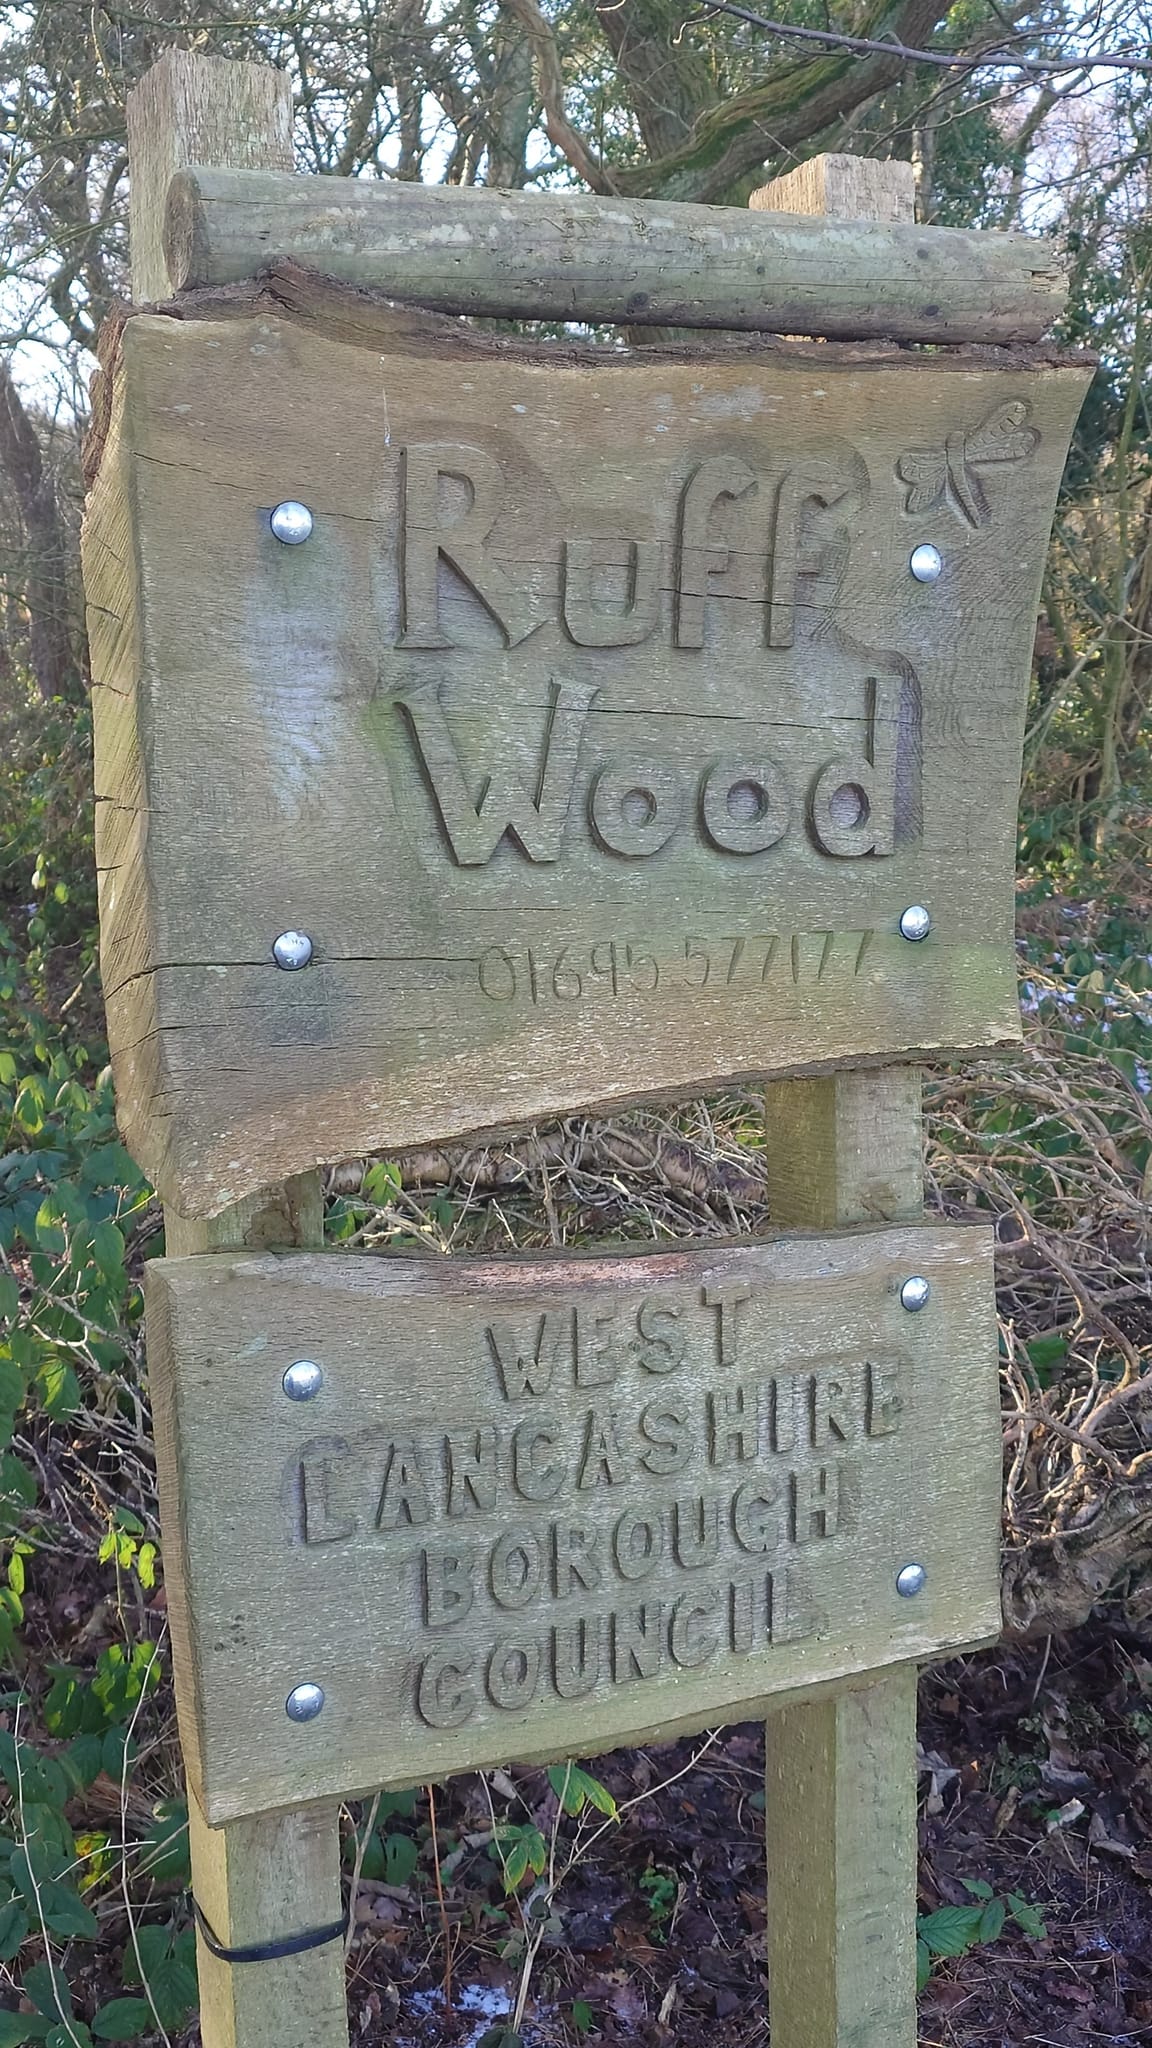 Ruff
Wood
01695 577177
WEST
LANCASHIRE
BOROUGH
COUNCIL